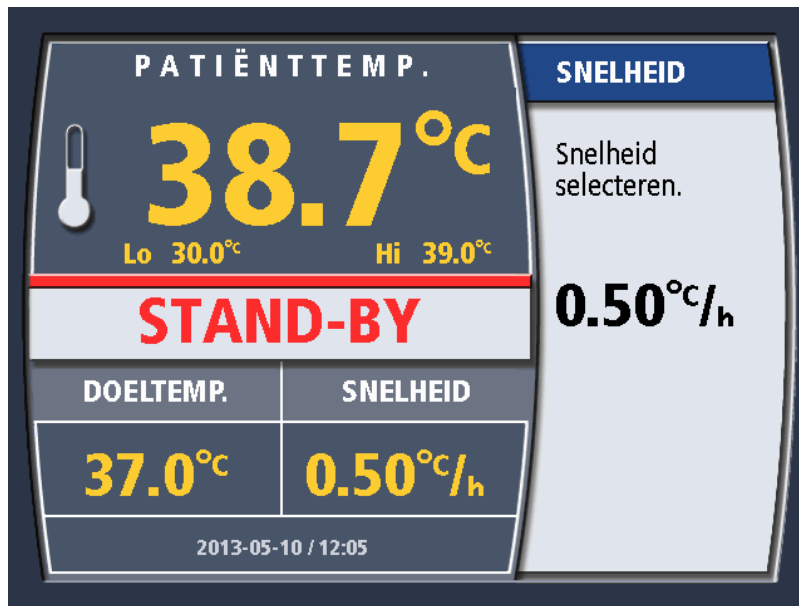 PATIËNTTEMP.
38.7°C
Lo 30.0°C Hi 39.0°C
STAND-BY
DOELTEMP. SNELHEID
37.0°C 0.50°C/h
2013-05-10 / 12:05
SNELHEID
Snelheid
selecteren.
0.50°C/h